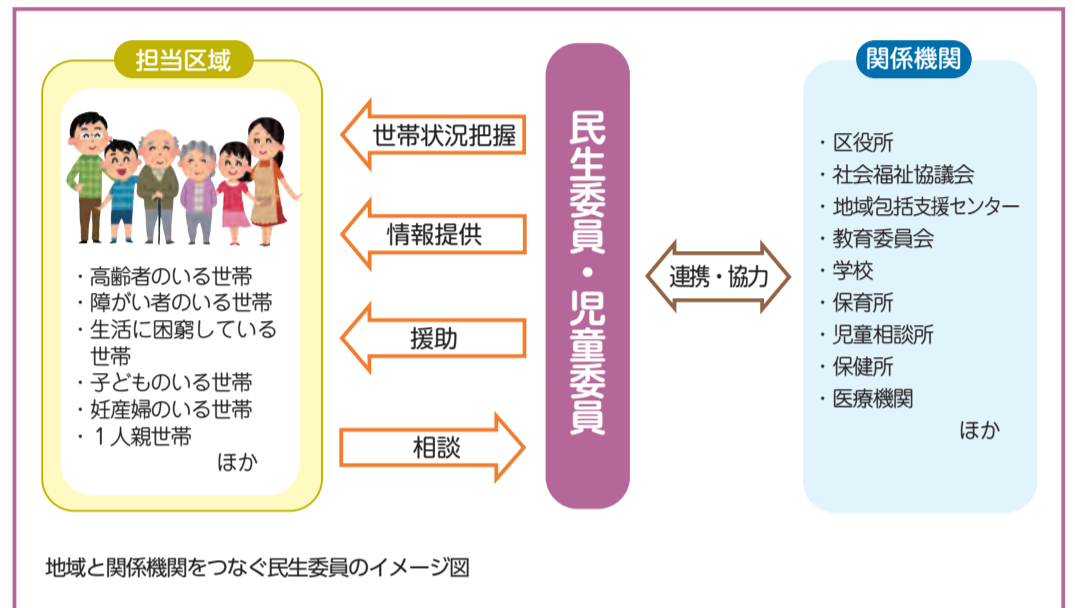 担当区域
・高齢者のいる世帯
・障がい者のいる世帯
・生活に困窮している
世帯
・子どものいる世帯
・妊産婦のいる世帯
・１人親世帯
ほか
世帯状況把握
情報提供
援助
相談
民生委員・児童委員
連携・協力
関係機関
・区役所
・社会福祉協議会
・地域包括支援センター
・教育委員会
・学校
・保育所
・児童相談所
・保健所
・医療機関
ほか
地域と関係機関をつなぐ民生委員のイメージ図